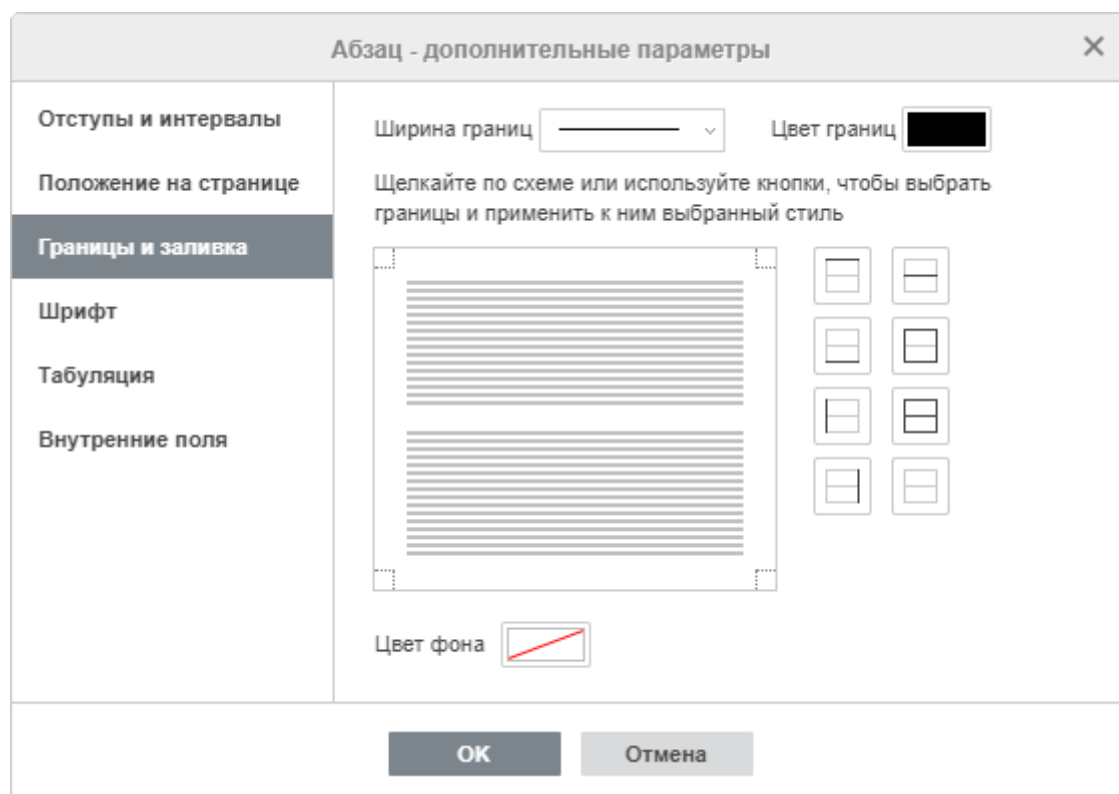 Абзац - дополнительные параметры
Отступы и интервалы
Положение на странице
Границы и заливка
Шрифт
Табуляция
Внутренние поля
Ширина границ
Цвет границ
Щелкайте по схеме или используйте кнопки, чтобы выбрать
границы и применить к ним выбранный стиль
Цвет фона
OK
Отмена